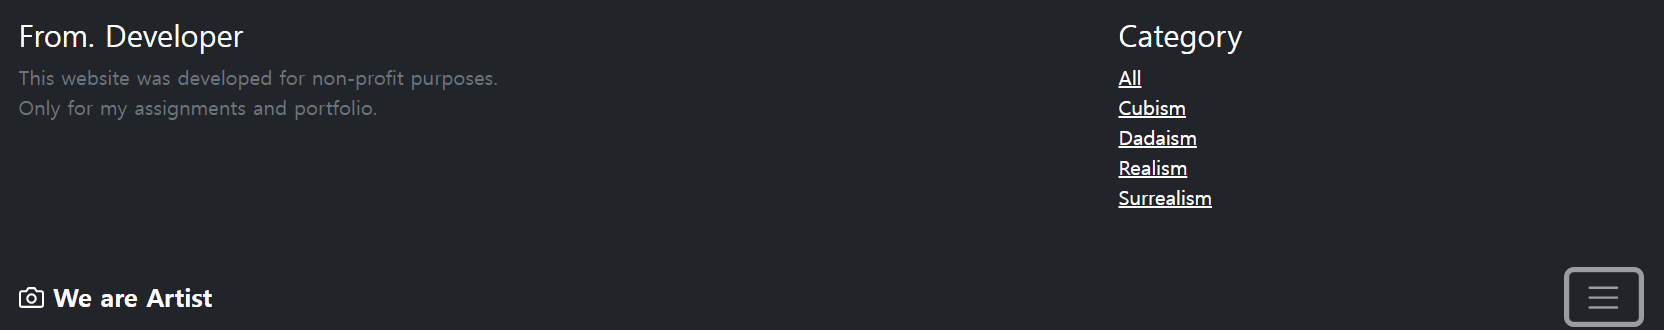 From. Developer
This website was developed for non-profit purposes.
Only for my assignments and portfolio.
Category
All
Cubism
Dadaism
Realism
Surrealism
We are Artist